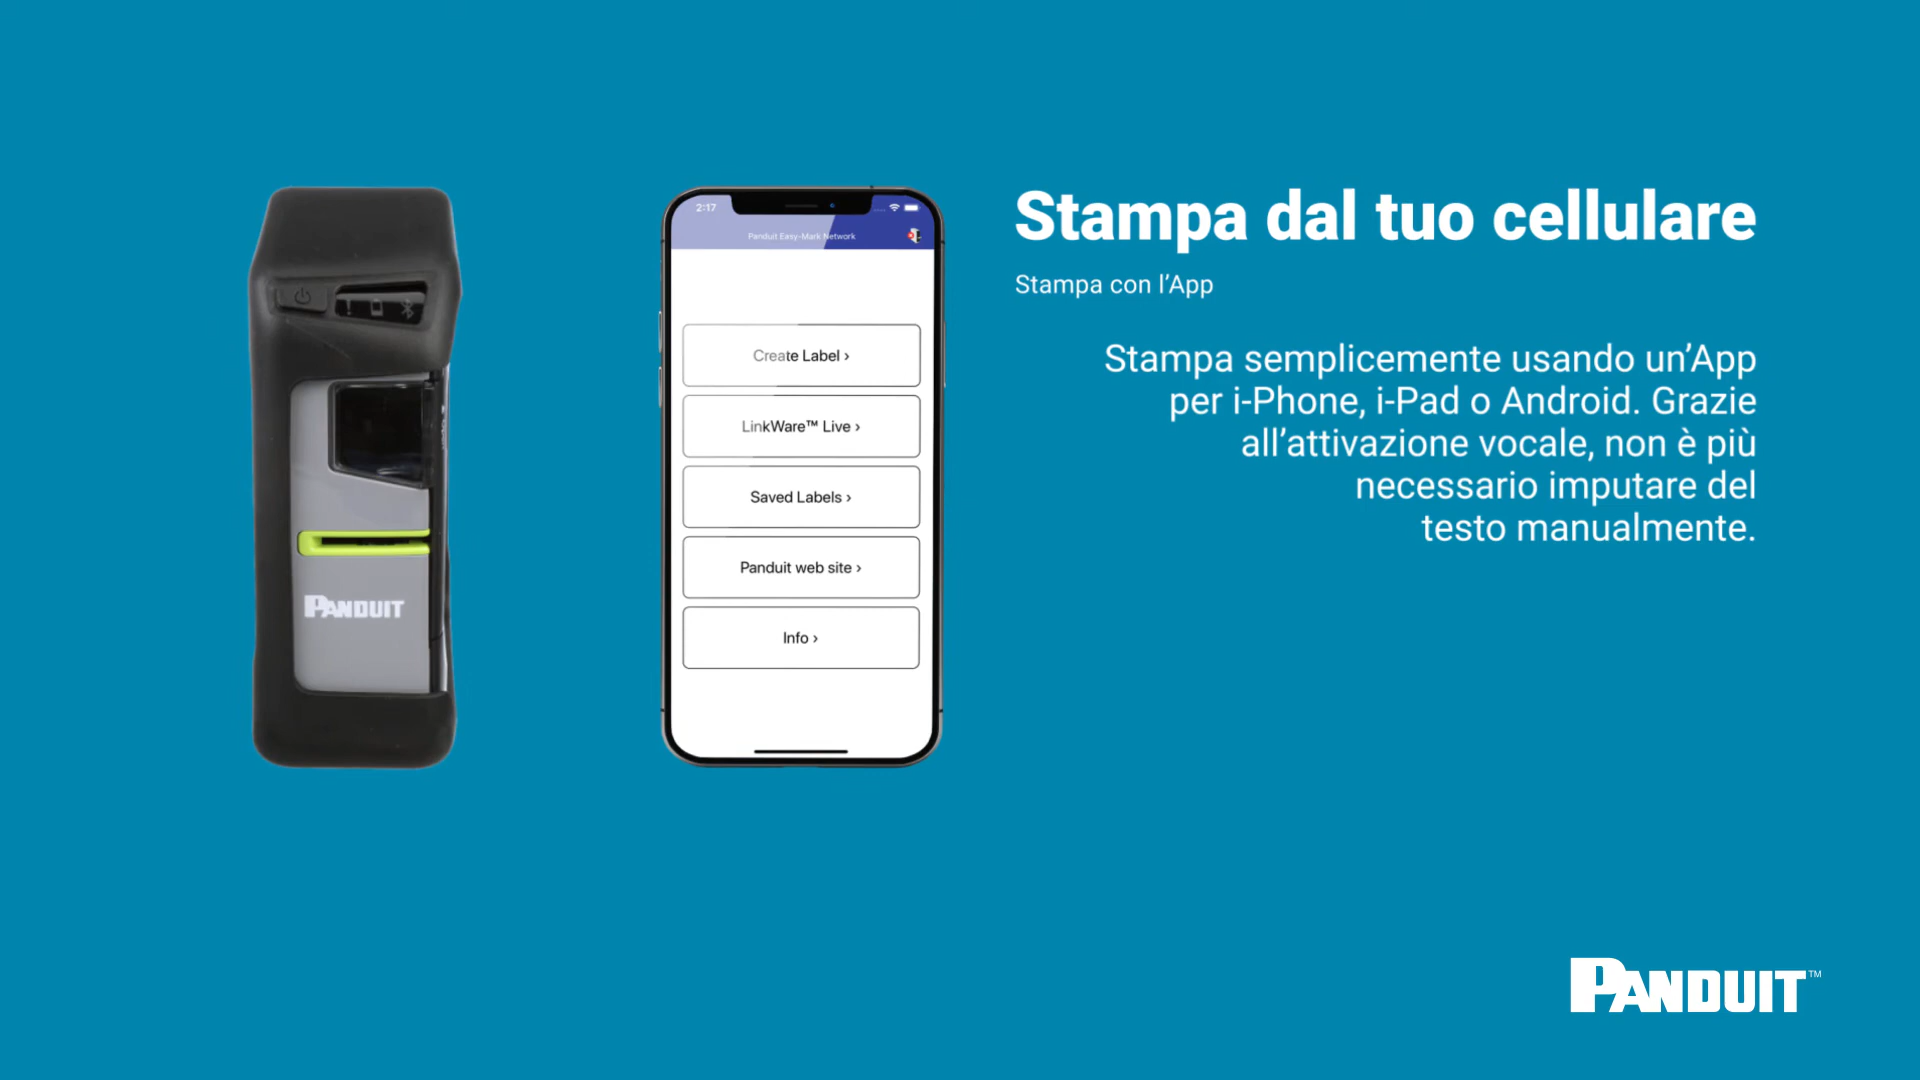 PANDUIT
2:17
Panduit Easy-Mark Network
Create Label ›
LinkWare™ Live ›
Saved Labels ›
Panduit web site ›
Info ›
Stampa dal tuo cellulare
Stampa con l’App
Stampa semplicemente usando un’App
per i-Phone, i-Pad o Android. Grazie
all’attivazione vocale, non è più
necessario imputare del
testo manualmente.
PANDUIT™